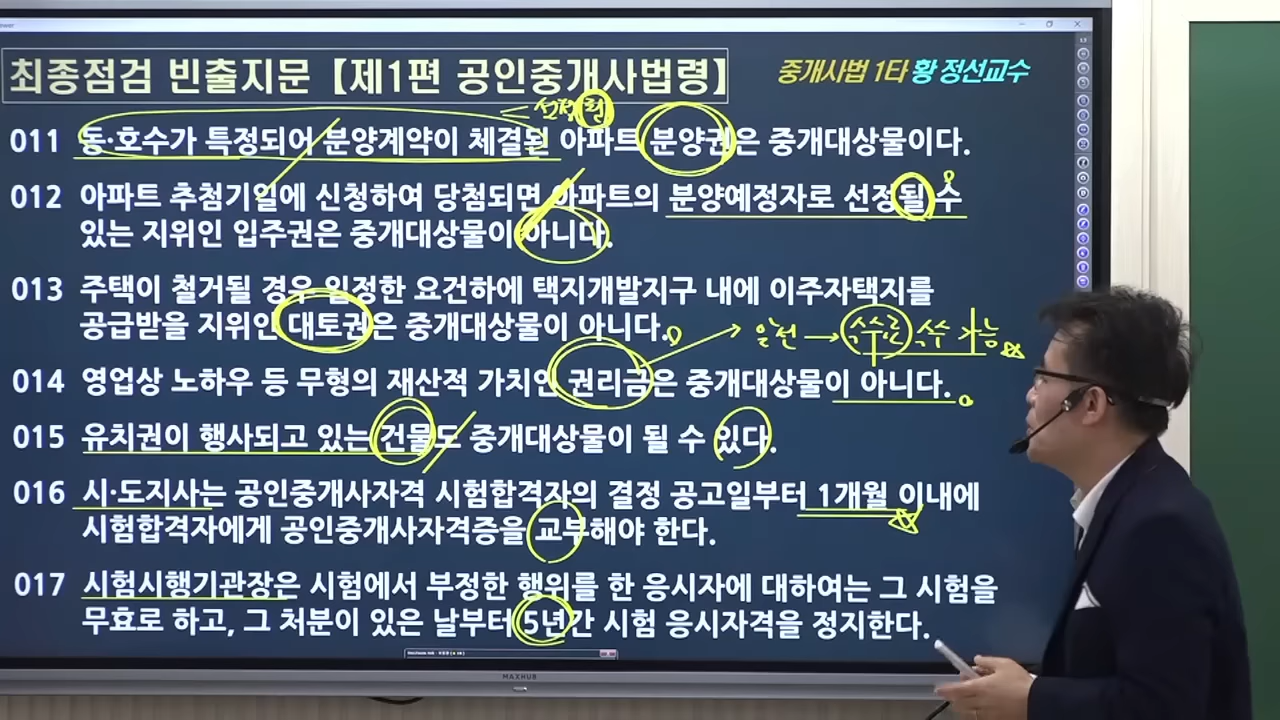 최종점검 빈출지문 【제1편 공인중개사법령】
중개사법 1타 황 정선교수
선정된
011 동·호수가 특정되어 분양계약이 체결된 아파트 분양권은 중개대상물이다.
012 아파트 추첨기일에 신청하여 당첨되면 아파트의 분양예정자로 선정될 수
있는 지위인 입주권은 중개대상물이 아니다.
013 주택이 철거될 경우 일정한 요건하에 택지개발지구 내에 이주자택지를
공급받을 지위인 대토권은 중개대상물이 아니다.
알선 → 수수료 수수 가능
014 영업상 노하우 등 무형의 재산적 가치인 권리금은 중개대상물이 아니다.
015 유치권이 행사되고 있는 건물도 중개대상물이 될 수 있다.
016 시·도지사는 공인중개사자격 시험합격자의 결정 공고일부터 1개월 이내에
시험합격자에게 공인중개사자격증을 교부해야 한다.
017 시험시행기관장은 시험에서 부정한 행위를 한 응시자에 대하여는 그 시험을
무효로 하고, 그 처분이 있은 날부터 5년간 시험 응시자격을 정지한다.
MAXHUB